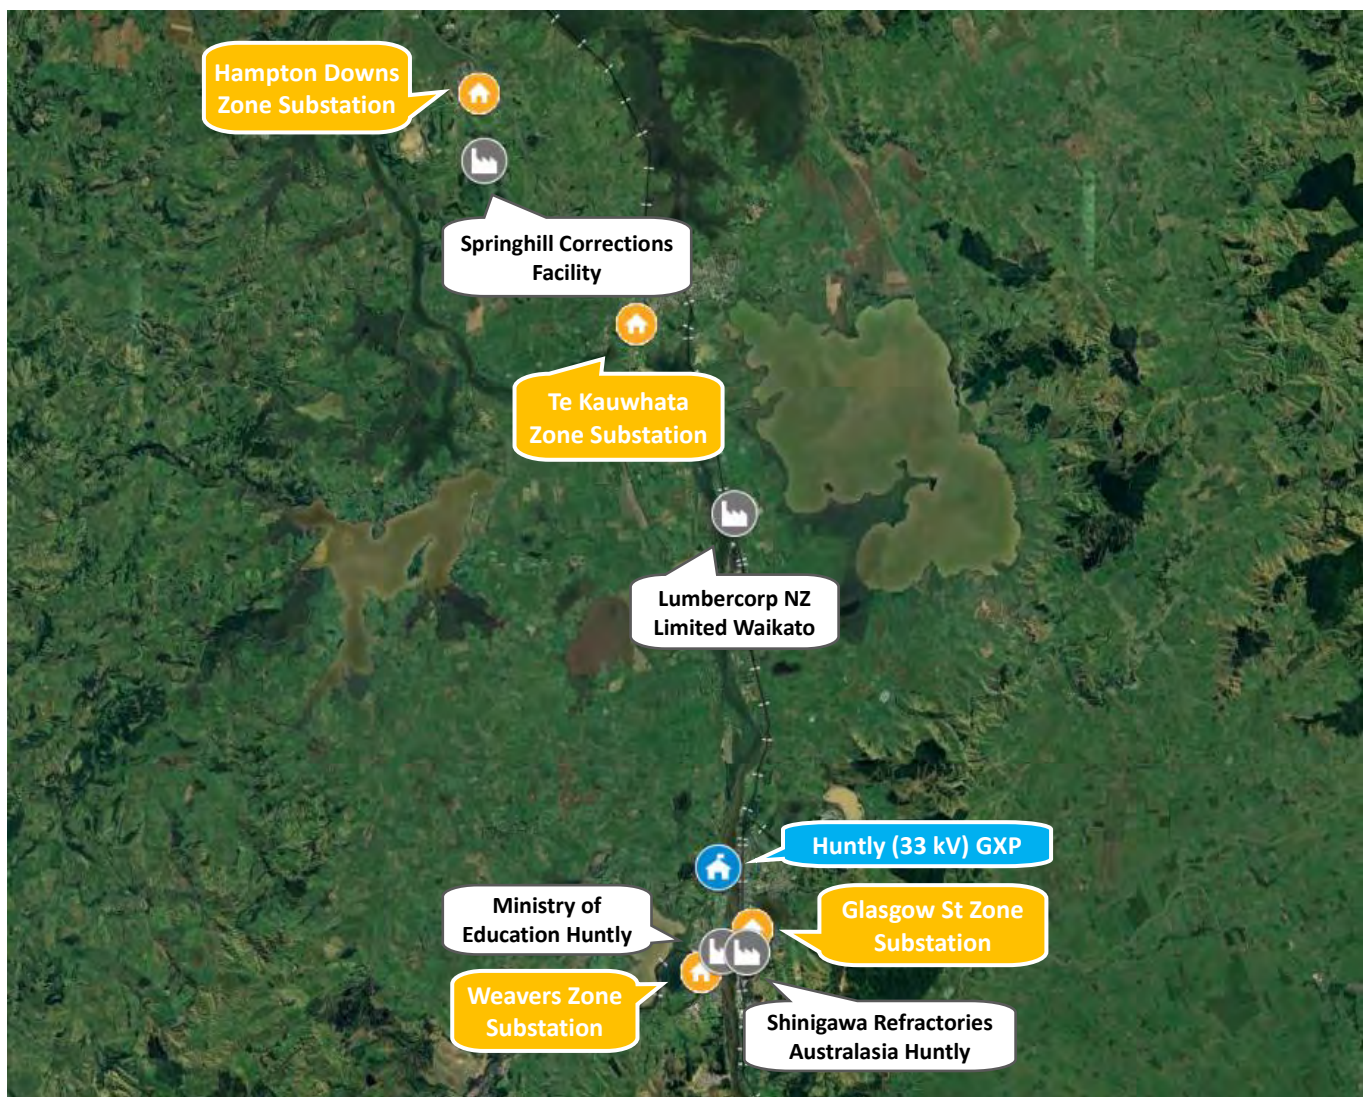 Hampton Downs
Zone Substation
Springhill Corrections
Facility
Te Kauwhata
Zone Substation
Lumbercorp NZ
Limited Waikato
Huntly (33 kV) GXP
Ministry of
Education Huntly
Glasgow St Zone
Substation
Weavers Zone
Substation
Shinigawa Refractories
Australasia Huntly